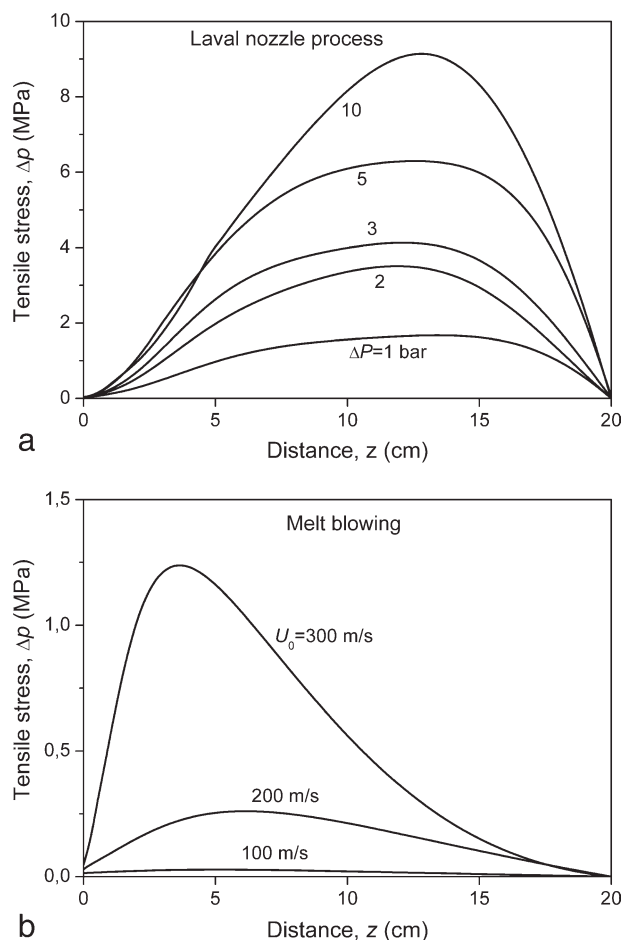 10
Laval nozzle process
8
10
6
5
4
3
2
2
ΔP=1 bar
0
0 5 10 15 20
Tensile stress, Δp (MPa)
Distance, z (cm)
a
1,5
Melt blowing
1,0
U0=300 m/s
0,5
200 m/s
100 m/s
0,0
0 5 10 15 20
Tensile stress, Δp (MPa)
Distance, z (cm)
b